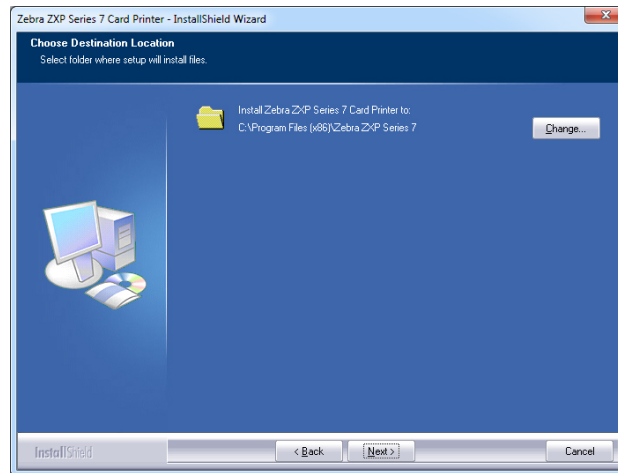 Zebra ZXP Series 7 Card Printer - InstallShield Wizard
Choose Destination Location
Select folder where setup will install files.
Install Zebra ZXP Series 7 Card Printer to:
C:\Program Files (x86)\Zebra ZXP Series 7
Change...
InstallShield
< Back
Next >
Cancel